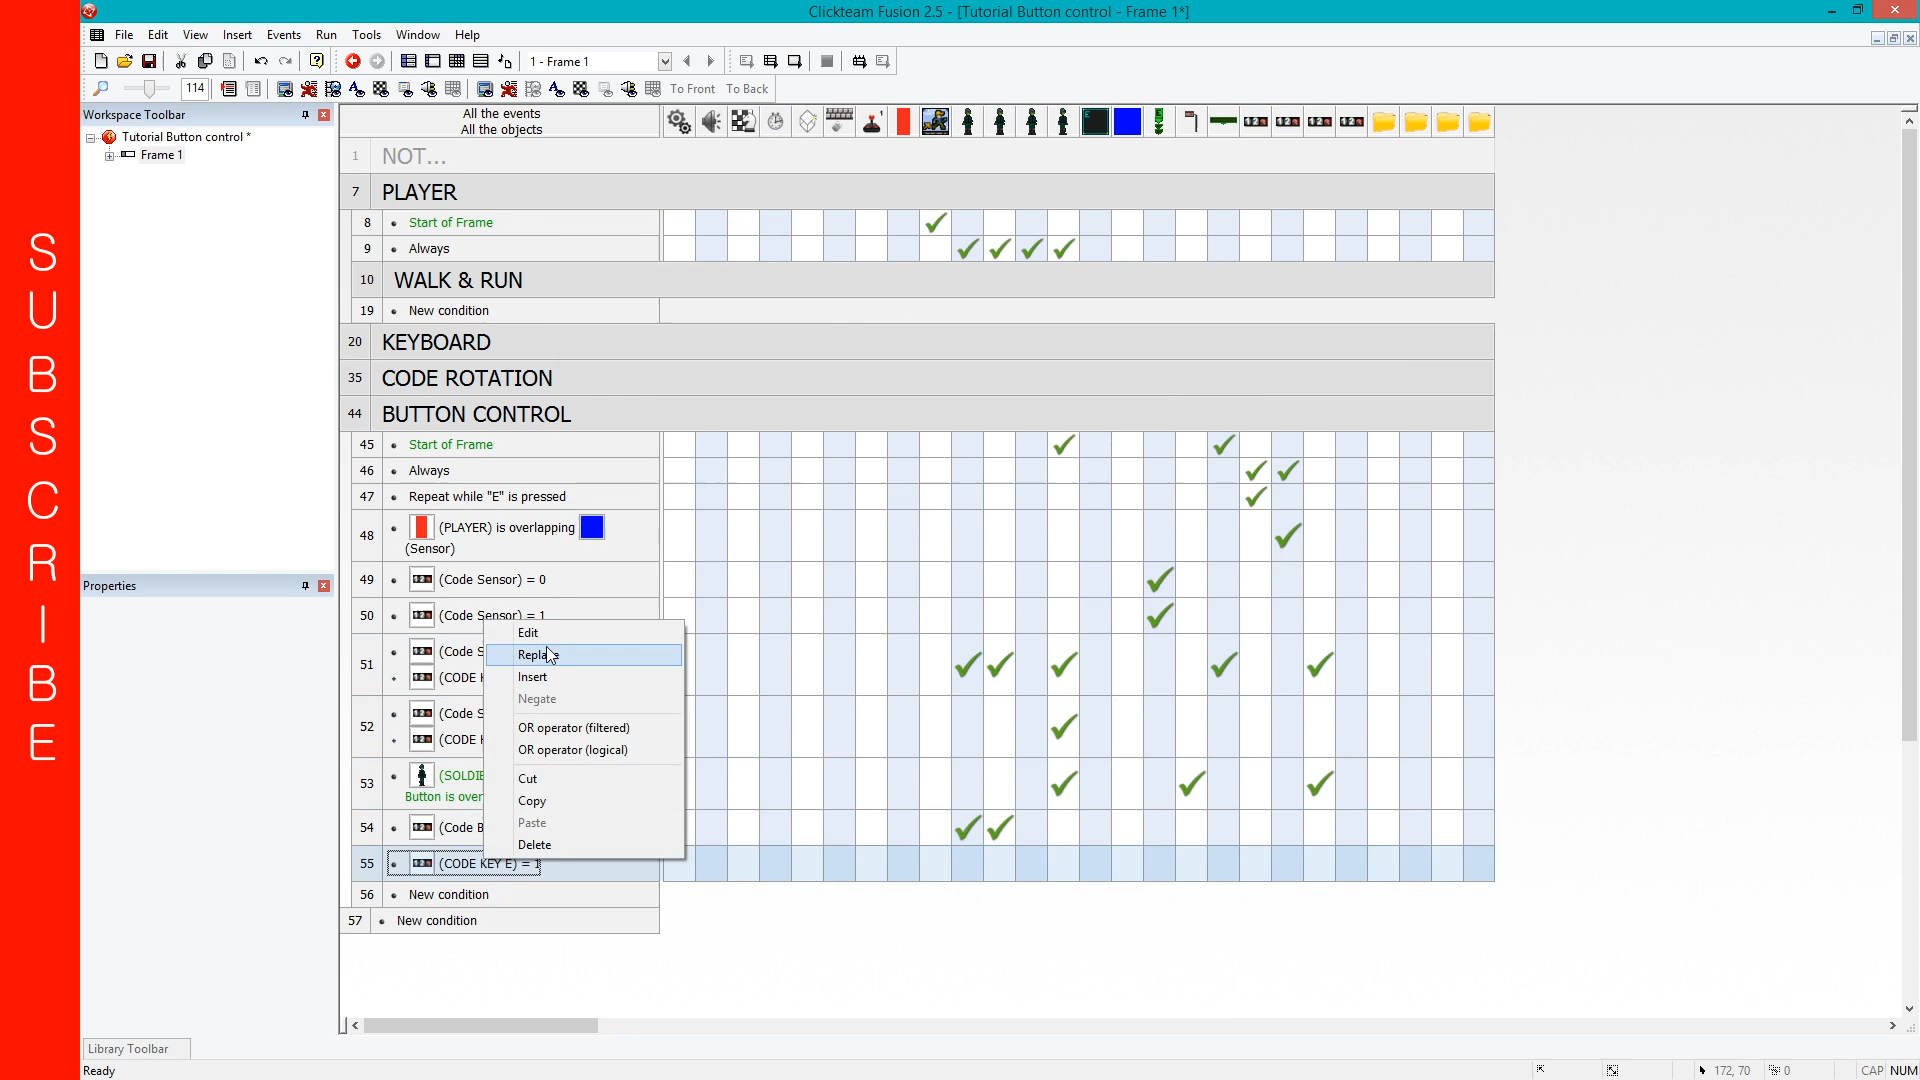 SUBSCRIBE
Clickteam Fusion 2.5 - [Tutorial Button control - Frame 1*]
File Edit View Insert Events Run Tools Window Help
1 - Frame 1
114 To Front To Back
Workspace Toolbar
Tutorial Button control *
Frame 1
Properties
All the events
All the objects
1 NOT...
7 PLAYER
8 Start of Frame
9 Always
10 WALK & RUN
19 New condition
20 KEYBOARD
35 CODE ROTATION
44 BUTTON CONTROL
45 Start of Frame
46 Always
47 Repeat while "E" is pressed
48 (PLAYER) is overlapping
(Sensor)
49 (Code Sensor) = 0
50 (Code Sensor) = 1
51 (Code S
(CODE
52 (Code S
(CODE
53 (SOLDIE
Button is over
54 (Code B
55 (CODE KEY E) = 1
56 New condition
57 New condition
Edit
Replace
Insert
Negate
OR operator (filtered)
OR operator (logical)
Cut
Copy
Paste
Delete
Library Toolbar
Ready 172, 70 0 CAP NUM